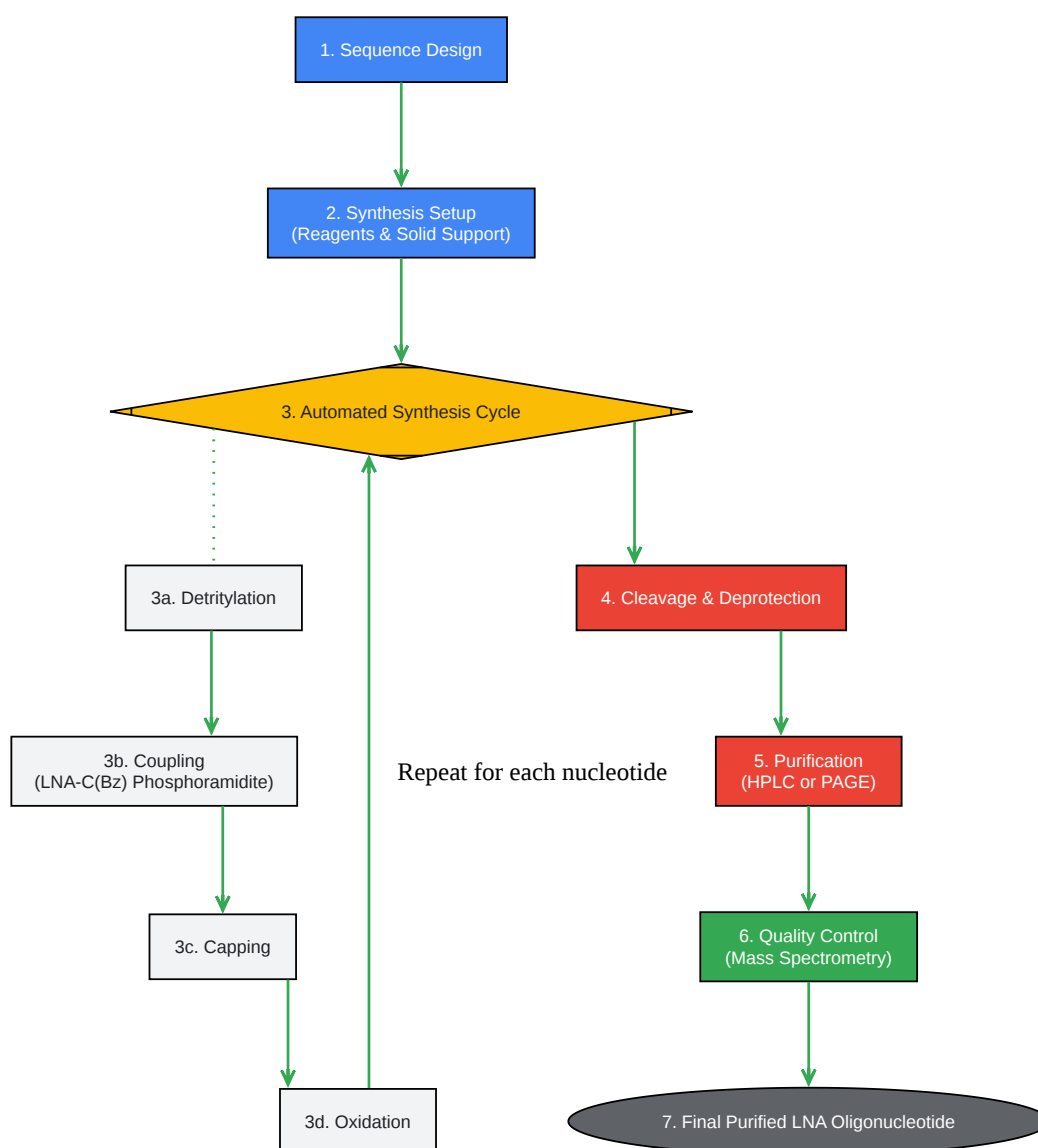 1. Sequence Design
2. Synthesis Setup
(Reagents & Solid Support)
3. Automated Synthesis Cycle
3a. Detritylation
4. Cleavage & Deprotection
3b. Coupling
(LNA-C(Bz) Phosphoramidite)
Repeat for each nucleotide
5. Purification
(HPLC or PAGE)
3c. Capping
6. Quality Control
(Mass Spectrometry)
3d. Oxidation
7. Final Purified LNA Oligonucleotide